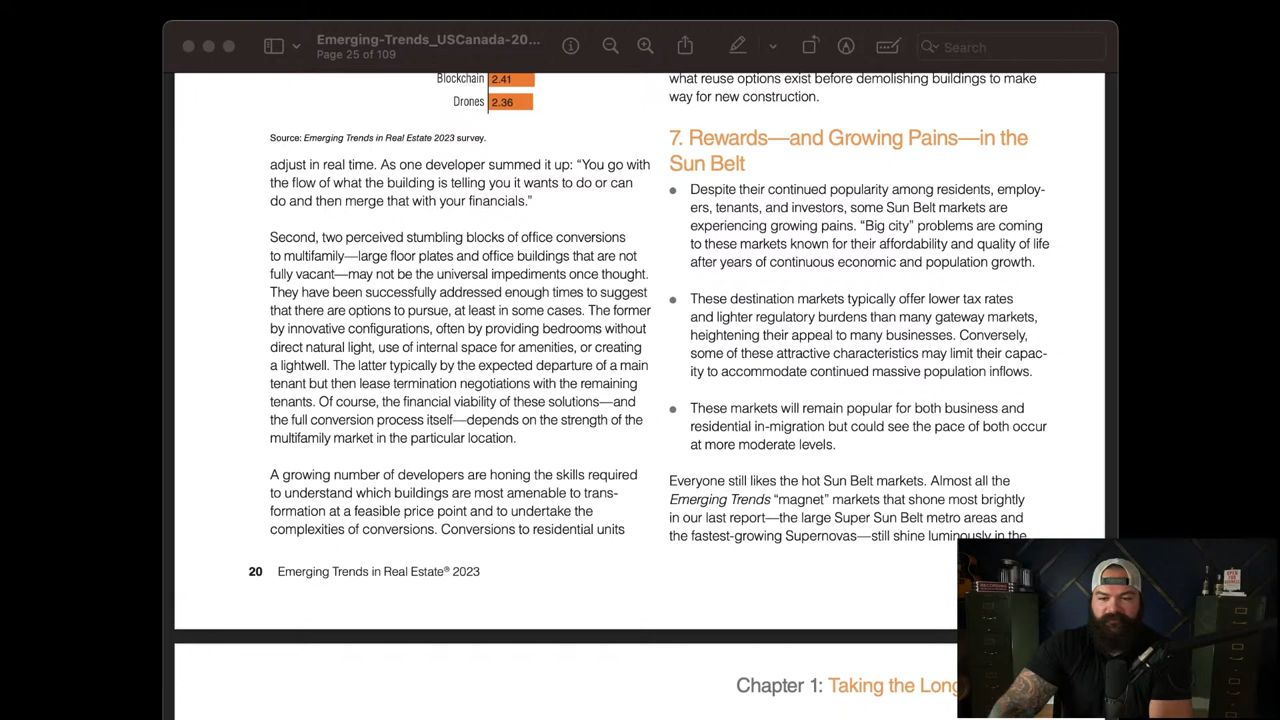 Emerging-Trends_USCanada-20...
Page 25 of 109
Search
Blockchain 2.41
Drones 2.36
Source: Emerging Trends in Real Estate 2023 survey.
adjust in real time. As one developer summed it up: “You go with
the flow of what the building is telling you it wants to do or can
do and then merge that with your financials.”
Second, two perceived stumbling blocks of office conversions
to multifamily—large floor plates and office buildings that are not
fully vacant—may not be the universal impediments once thought.
They have been successfully addressed enough times to suggest
that there are options to pursue, at least in some cases. The former
by innovative configurations, often by providing bedrooms without
direct natural light, use of internal space for amenities, or creating
a lightwell. The latter typically by the expected departure of a main
tenant but then lease termination negotiations with the remaining
tenants. Of course, the financial viability of these solutions—and
the full conversion process itself—depends on the strength of the
multifamily market in the particular location.
A growing number of developers are honing the skills required
to understand which buildings are most amenable to trans-
formation at a feasible price point and to undertake the
complexities of conversions. Conversions to residential units
20 Emerging Trends in Real Estate® 2023
what reuse options exist before demolishing buildings to make
way for new construction.
7. Rewards—and Growing Pains—in the
Sun Belt
● Despite their continued popularity among residents, employ-
ers, tenants, and investors, some Sun Belt markets are
experiencing growing pains. “Big city” problems are coming
to these markets known for their affordability and quality of life
after years of continuous economic and population growth.
● These destination markets typically offer lower tax rates
and lighter regulatory burdens than many gateway markets,
heightening their appeal to many businesses. Conversely,
some of these attractive characteristics may limit their capac-
ity to accommodate continued massive population inflows.
● These markets will remain popular for both business and
residential in-migration but could see the pace of both occur
at more moderate levels.
Everyone still likes the hot Sun Belt markets. Almost all the
Emerging Trends “magnet” markets that shone most brightly
in our last report—the large Super Sun Belt metro areas and
the fastest-growing Supernovas—still shine luminously in the
Chapter 1: Taking the Long